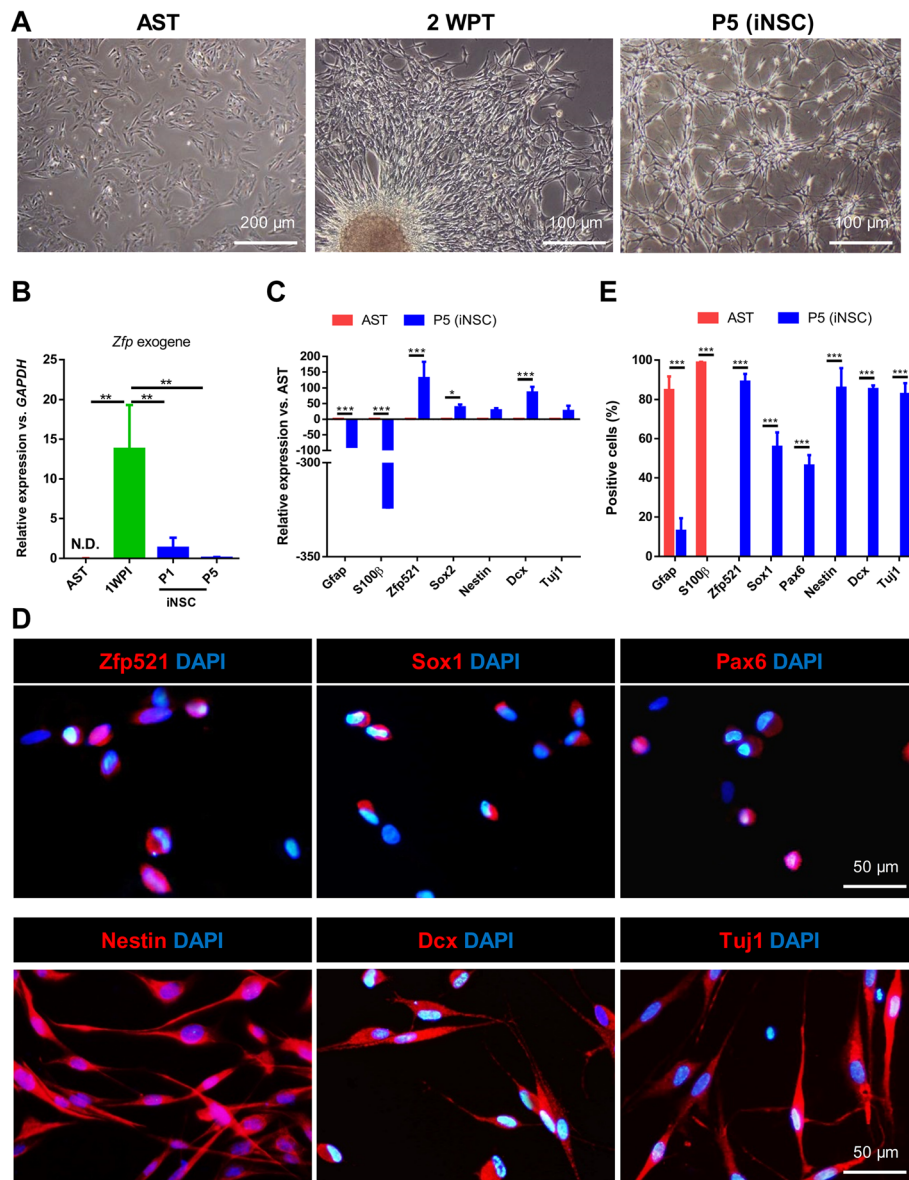 A
AST
2 WPT
P5 (iNSC)
200 µm
100 µm
100 µm
B
Zfp exogene
Relative expression vs. GAPDH
25
20
15
10
5
0
**
**
**
N.D.
AST
1WPI
P1
P5
iNSC
C
AST
P5 (iNSC)
Relative expression vs. AST
200
150
100
50
0
-50
-100
-300
-350
***
***
***
*
***
Gfap
S100β
Zfp521
Sox2
Nestin
Dcx
Tuj1
E
AST
P5 (iNSC)
Positive cells (%)
100
80
60
40
20
0
***
***
***
***
***
***
***
***
Gfap
S100β
Zfp521
Sox1
Pax6
Nestin
Dcx
Tuj1
D
Zfp521 DAPI
Sox1 DAPI
Pax6 DAPI
50 µm
Nestin DAPI
Dcx DAPI
Tuj1 DAPI
50 µm